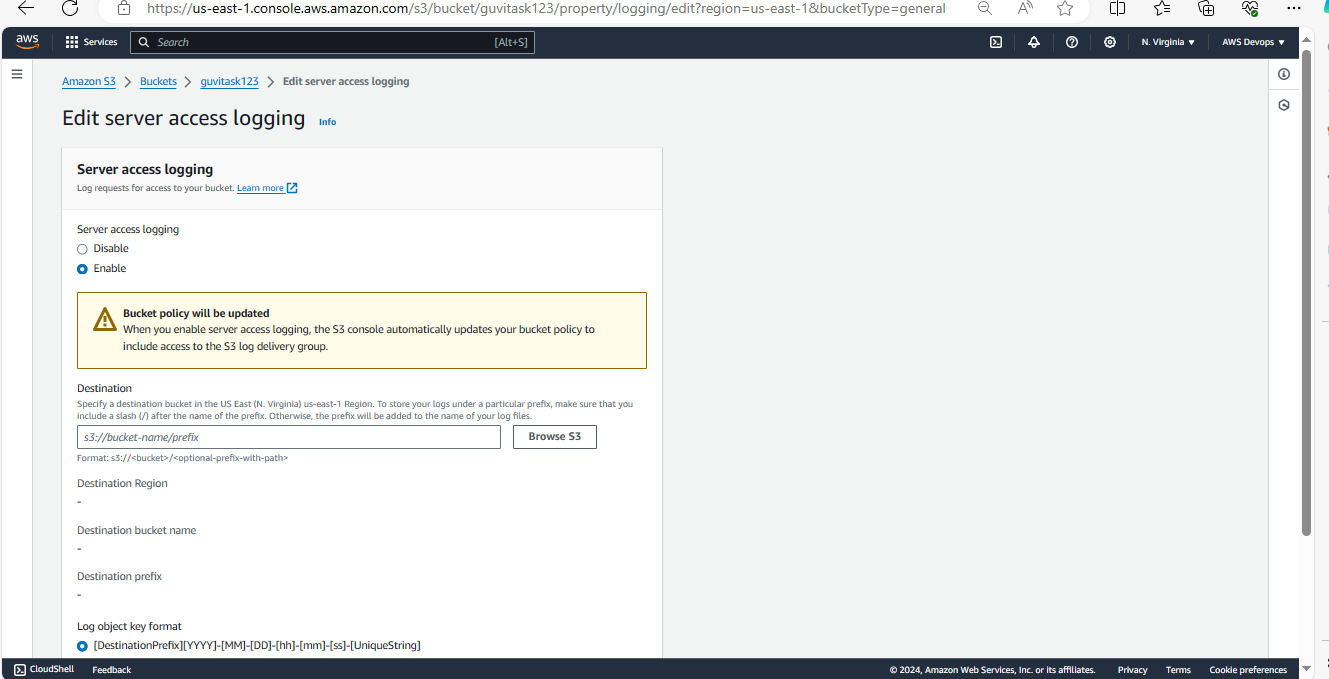 https://us-east-1.console.aws.amazon.com/s3/bucket/guvitask123/property/logging/edit?region=us-east-1&bucketType=general
aws
Services
Search
[Alt+S]
N. Virginia
AWS Devops
Amazon S3
Buckets
guvitask123
Edit server access logging
Edit server access logging Info
Server access logging
Log requests for access to your bucket. Learn more
Server access logging
Disable
Enable
Bucket policy will be updated
When you enable server access logging, the S3 console automatically updates your bucket policy to
include access to the S3 log delivery group.
Destination
Specify a destination bucket in the US East (N. Virginia) us-east-1 Region. To store your logs under a particular prefix, make sure that you
include a slash (/) after the name of the prefix. Otherwise, the prefix will be added to the name of your log files.
s3://bucket-name/prefix
Browse S3
Format: s3://<bucket>/<optional-prefix-with-path>
Destination Region
-
Destination bucket name
-
Destination prefix
-
Log object key format
[DestinationPrefix][YYYY]-[MM]-[DD]-[hh]-[mm]-[ss]-[UniqueString]
CloudShell
Feedback
© 2024, Amazon Web Services, Inc. or its affiliates.
Privacy
Terms
Cookie preferences